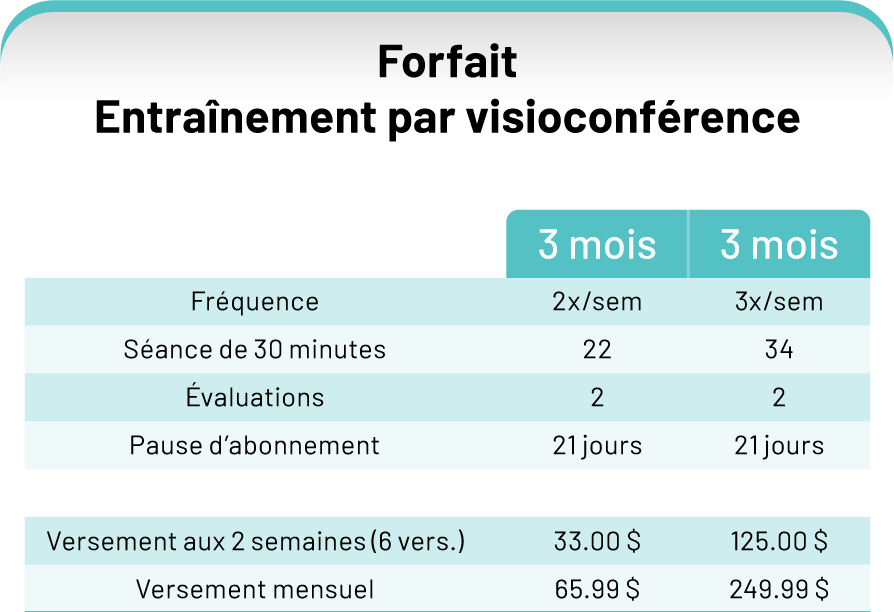 Forfait
Entraînement par visioconférence
3 mois 3 mois
Fréquence 2x/sem 3x/sem
Séance de 30 minutes 22 34
Évaluations 2 2
Pause d’abonnement 21 jours 21 jours
Versement aux 2 semaines (6 vers.) 33.00 $ 125.00 $
Versement mensuel 65.99 $ 249.99 $